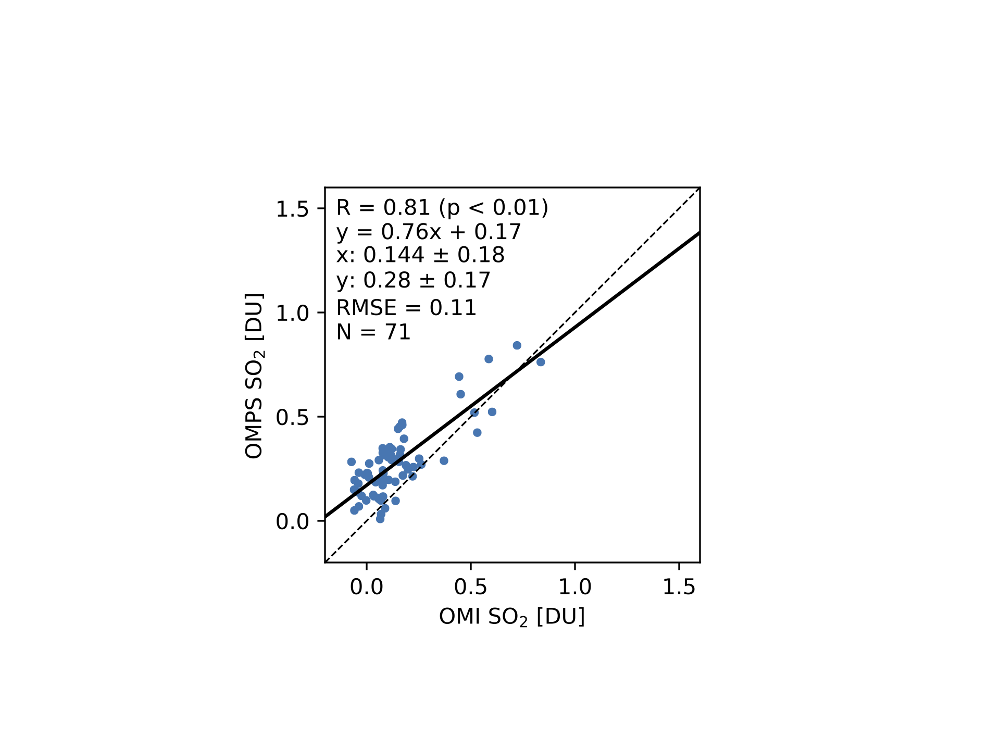 R = 0.81 (p < 0.01)
y = 0.76x + 0.17
x: 0.144 ± 0.18
y: 0.28 ± 0.17
RMSE = 0.11
N = 71
OMPS SO₂ [DU]
1.5
1.0
0.5
0.0
0.0 0.5 1.0 1.5
OMI SO₂ [DU]